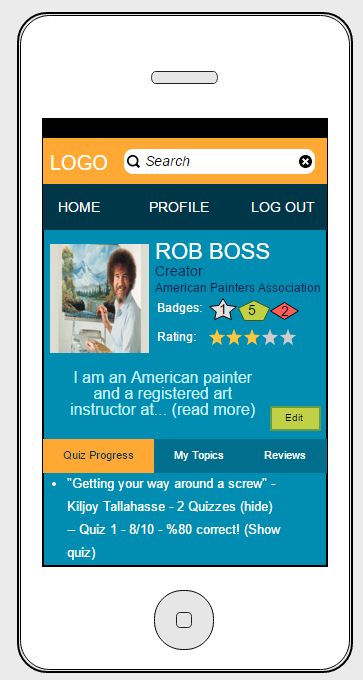 LOGO Search
HOME PROFILE LOG OUT
ROB BOSS
Creator
American Painters Association
Badges: 1 5 2
Rating:
I am an American painter
and a registered art
instructor at... (read more)
Edit
Quiz Progress My Topics Reviews
• "Getting your way around a screw" -
Kiljoy Tallahasse - 2 Quizzes (hide)
-- Quiz 1 - 8/10 - %80 correct! (Show
quiz)